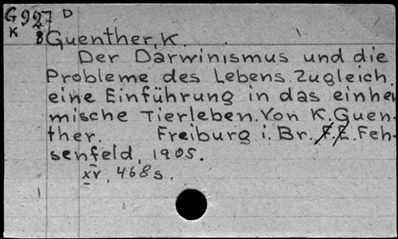 G927 D
K 8 Guenther, K.
Der Darwinismus und die
Probleme des Lebens. Zugleich
eine Einführung in das einhei
mische Tierleben. Von K. Guen-
ther. Freiburg i. Br. F. E. Feh-
senfeld, 1905.
xv, 468 s.